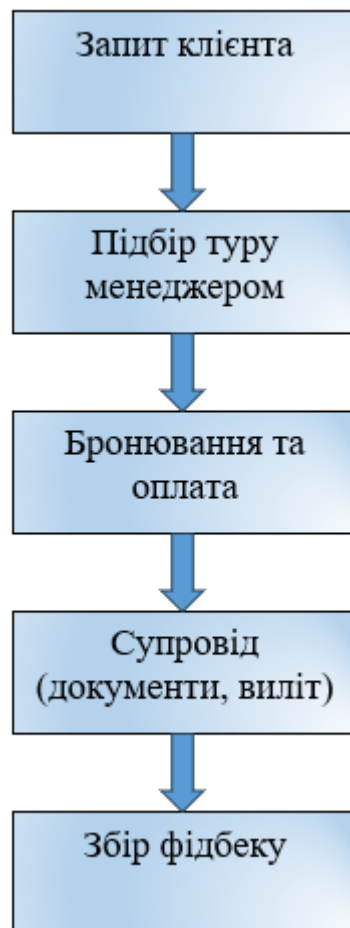 Запит клієнта
Підбір туру
менеджером
Бронювання та
оплата
Супровід
(документи, виліт)
Збір фідбеку